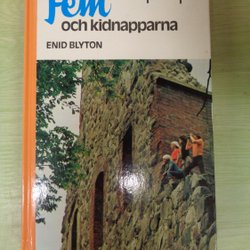 Fem
och kidnapparna
ENID BLYTON